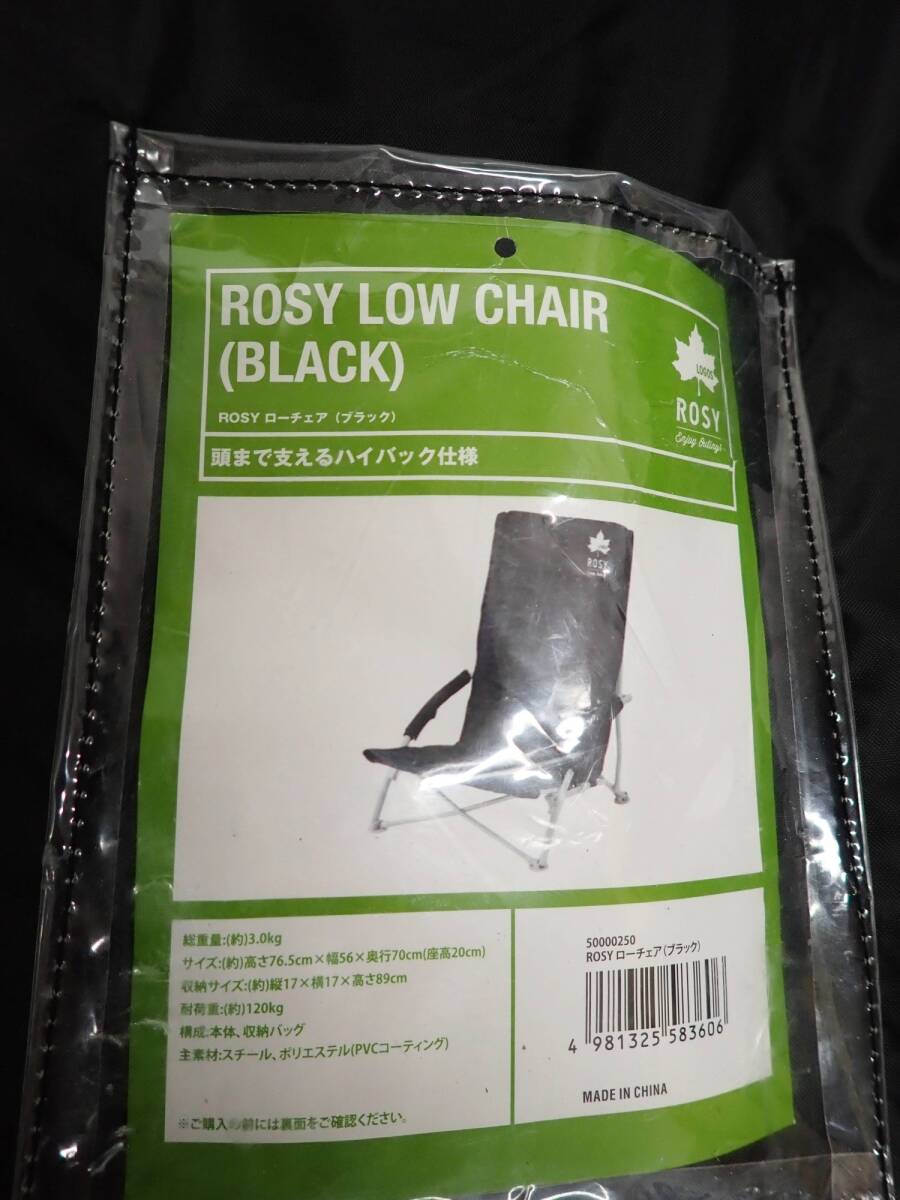 ROSY LOW CHAIR
(BLACK)
ROSY ローチェア（ブラック）
頭まで支えるハイバック仕様
LOGOS
ROSY
Enjoy Outing!
ROSY
総重量:(約)3.0kg
サイズ:(約)高さ76.5cm×幅56×奥行70cm(座高20cm)
収納サイズ:(約)縦17×横17×高さ89cm
耐荷重:(約)120kg
構成:本体、収納バッグ
主素材:スチール、ポリエステル(PVCコーティング)
※ご購入の前には裏面をご確認ください。
50000250
ROSY ローチェア（ブラック）
4 981325 583606
MADE IN CHINA